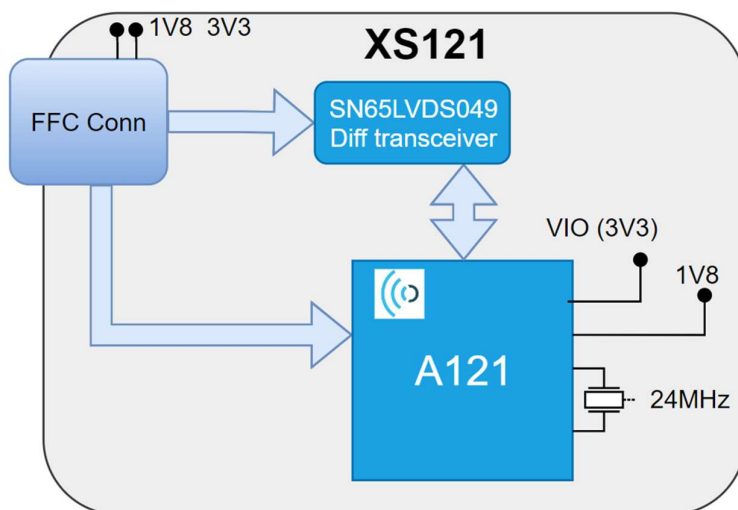 1V8 3V3
XS121
FFC Conn
SN65LVDS049
Diff transceiver
VIO (3V3)
1V8
A121
24MHz